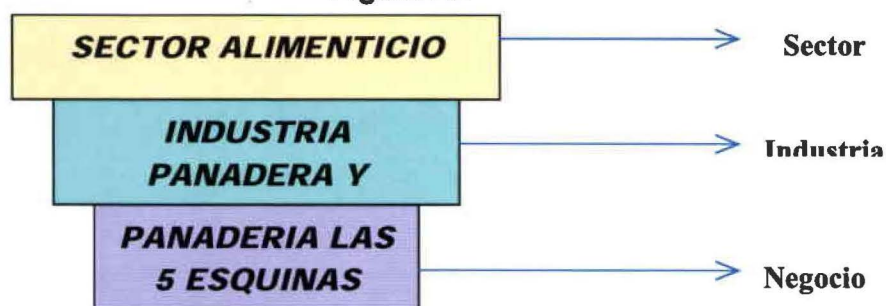 SECTOR ALIMENTICIO
Sector
INDUSTRIA
PANADERA Y
Industria
PANADERIA LAS
5 ESQUINAS
Negocio